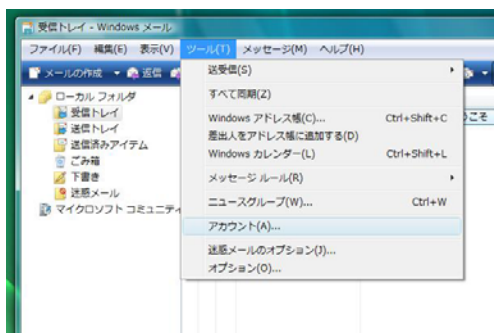 受信トレイ - Windows メール
ファイル(F) 編集(E) 表示(V) ツール(T) メッセージ(M) ヘルプ(H)
メールの作成 返信
ローカル フォルダ
受信トレイ
送信トレイ
送信済みアイテム
ごみ箱
下書き
迷惑メール
マイクロソフト コミュニティ
送受信(S)
すべて同期(Z)
Windows アドレス帳(C)... Ctrl+Shift+C
差出人をアドレス帳に追加する(D)
Windows カレンダー(L) Ctrl+Shift+L
メッセージ ルール(R)
ニュースグループ(W)... Ctrl+W
アカウント(A)...
迷惑メールのオプション(J)...
オプション(O)...
こそ